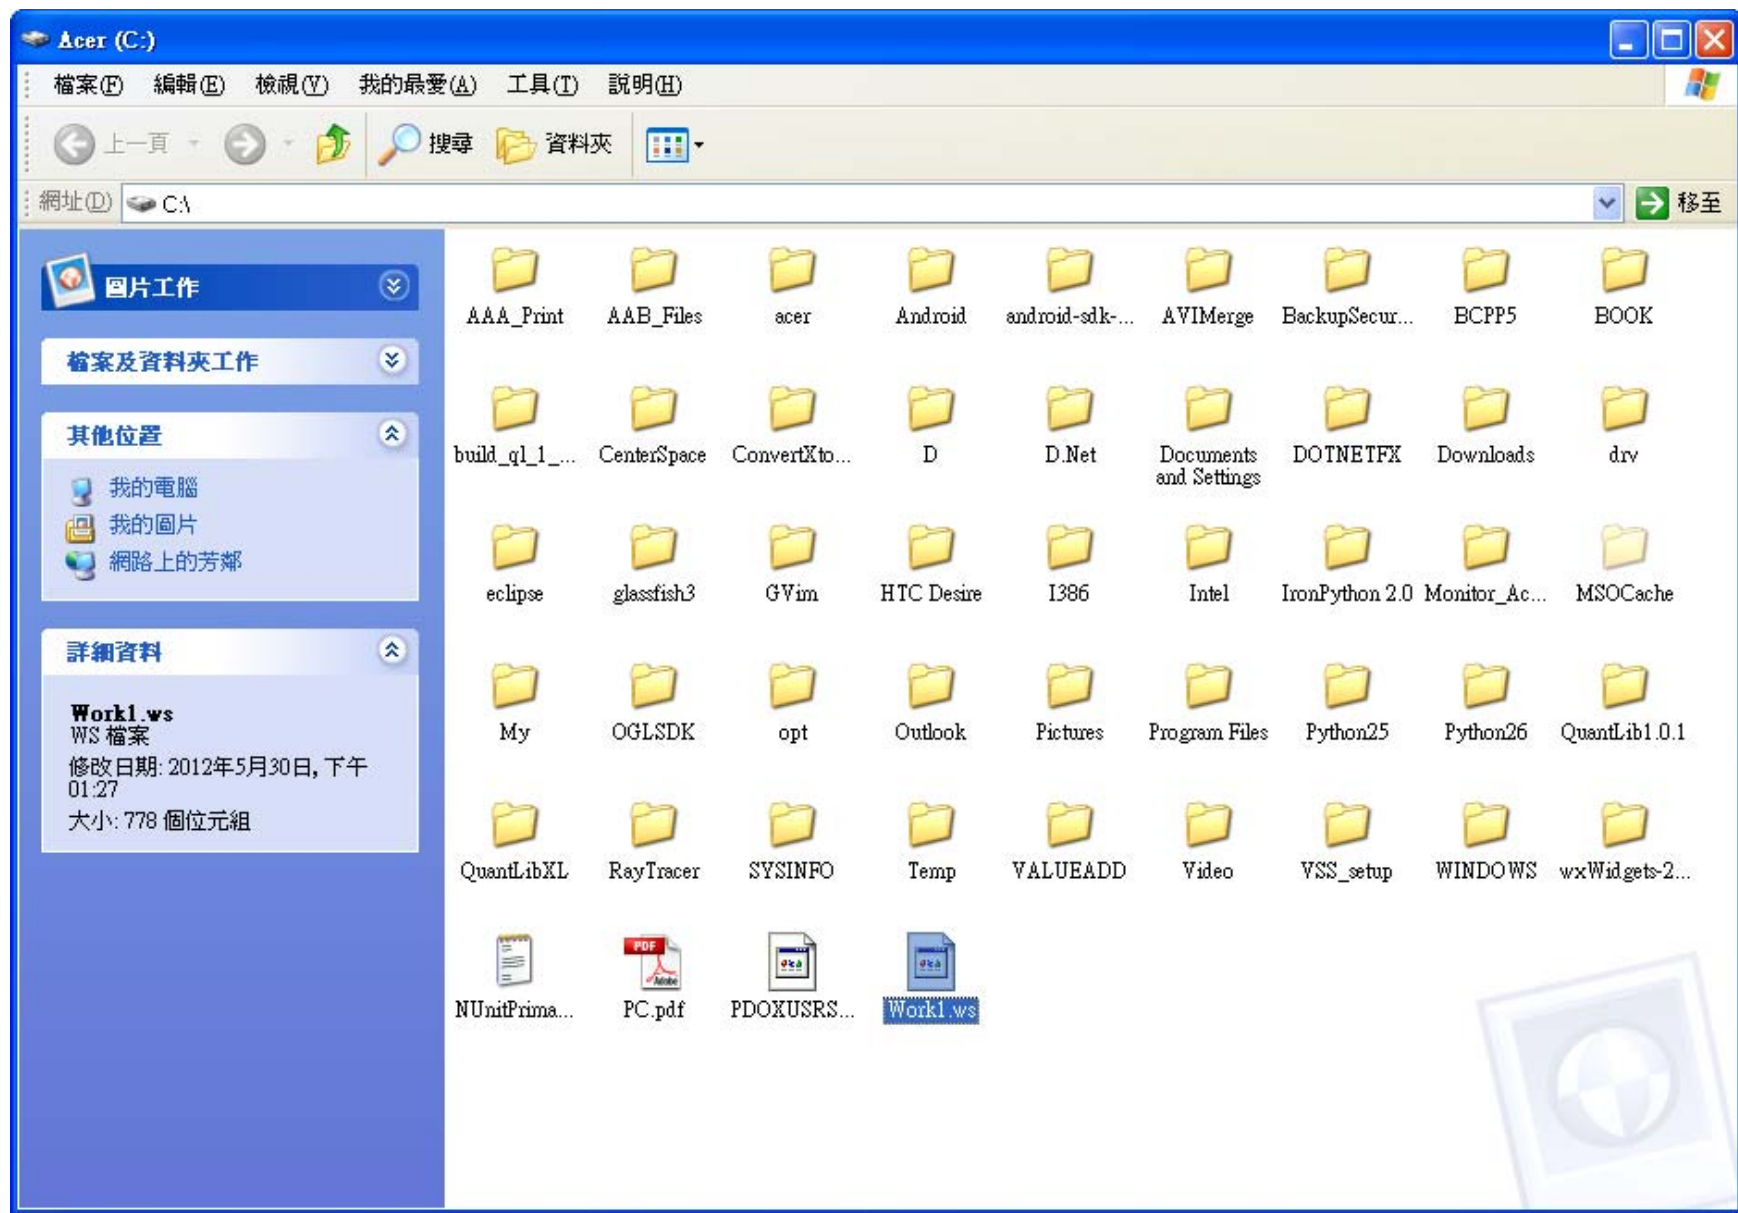 Acer (C:)
檔案(F) 編輯(E) 檢視(V) 我的最愛(A) 工具(T) 說明(H)
上一頁 搜尋 資料夾
網址(D) C:\ 移至
圖片工作
檔案及資料夾工作
其他位置
我的電腦
我的圖片
網路上的芳鄰
詳細資料
Work1.ws
WS 檔案
修改日期: 2012年5月30日, 下午
01:27
大小: 778 個位元組
AAA_Print AAB_Files acer Android android-sdk-... AVIMerge BackupSecur... BCPP5 BOOK
build_ql_1_... CenterSpace ConvertXto... D D.Net Documents and Settings DOTNETFX Downloads drv
eclipse glassfish3 GVim HTC Desire I386 Intel IronPython 2.0 Monitor_Ac... MSOCache
My OGLSDK opt Outlook Pictures Program Files Python25 Python26 QuantLib1.0.1
QuantLibXL RayTracer SYSINFO Temp VALUEADD Video VSS_setup WINDOWS wxWidgets-2...
PDF
Adobe
NUnitPrima... PC.pdf PDOXUSRS... Work1.ws